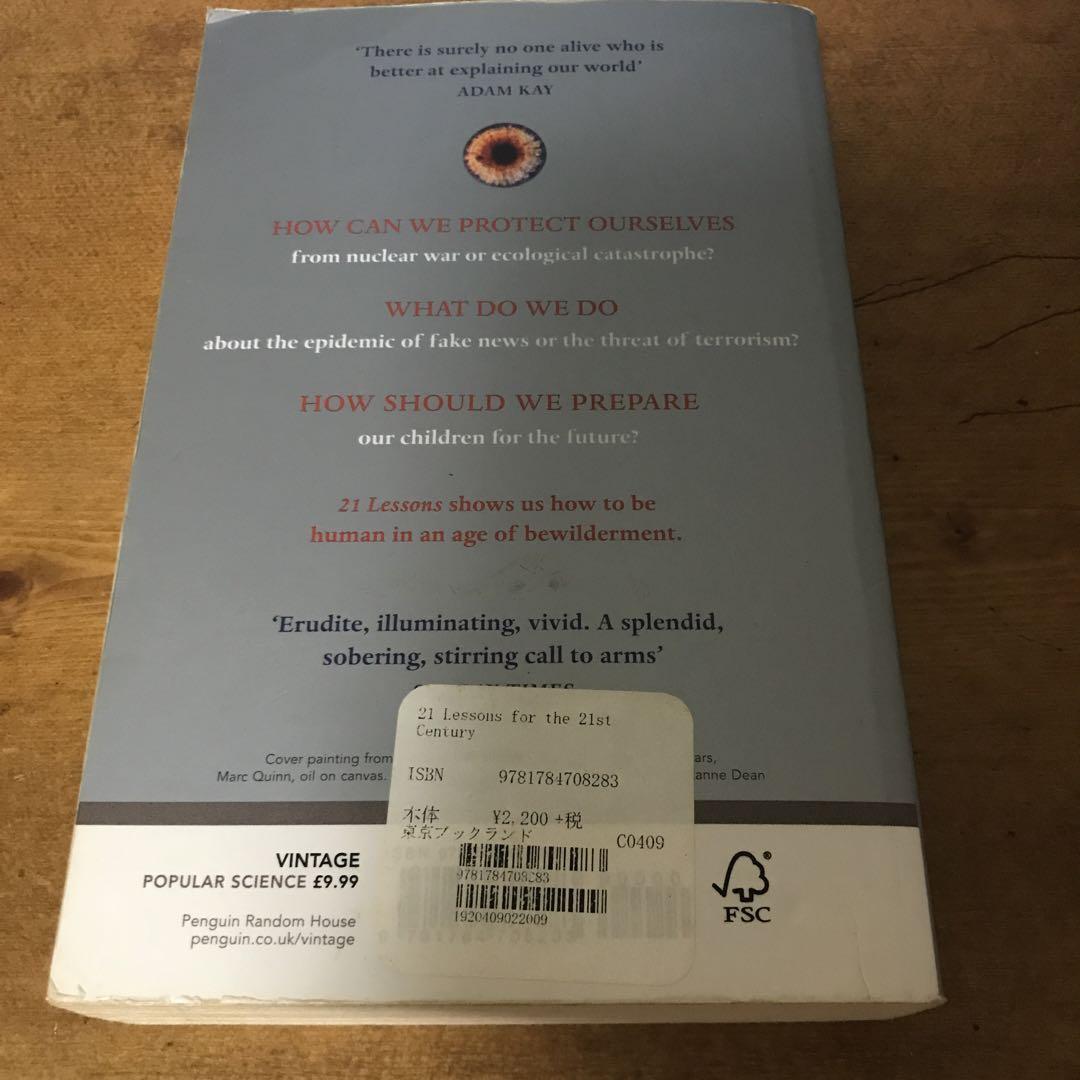 ‘There is surely no one alive who is
better at explaining our world’
ADAM KAY
HOW CAN WE PROTECT OURSELVES
from nuclear war or ecological catastrophe?
WHAT DO WE DO
about the epidemic of fake news or the threat of terrorism?
HOW SHOULD WE PREPARE
our children for the future?
21 Lessons shows us how to be
human in an age of bewilderment.
‘Erudite, illuminating, vivid. A splendid,
sobering, stirring call to arms’
TIMES
Cover painting from
Marc Quinn, oil on canvas.
ars,
anne Dean
21 Lessons for the 21st
Century
ISBN 9781784708283
本体 ¥2,200 +税
東京ブックランド C0409
9781784708283
1920409022009
VINTAGE
POPULAR SCIENCE £9.99
Penguin Random House
penguin.co.uk/vintage
FSC